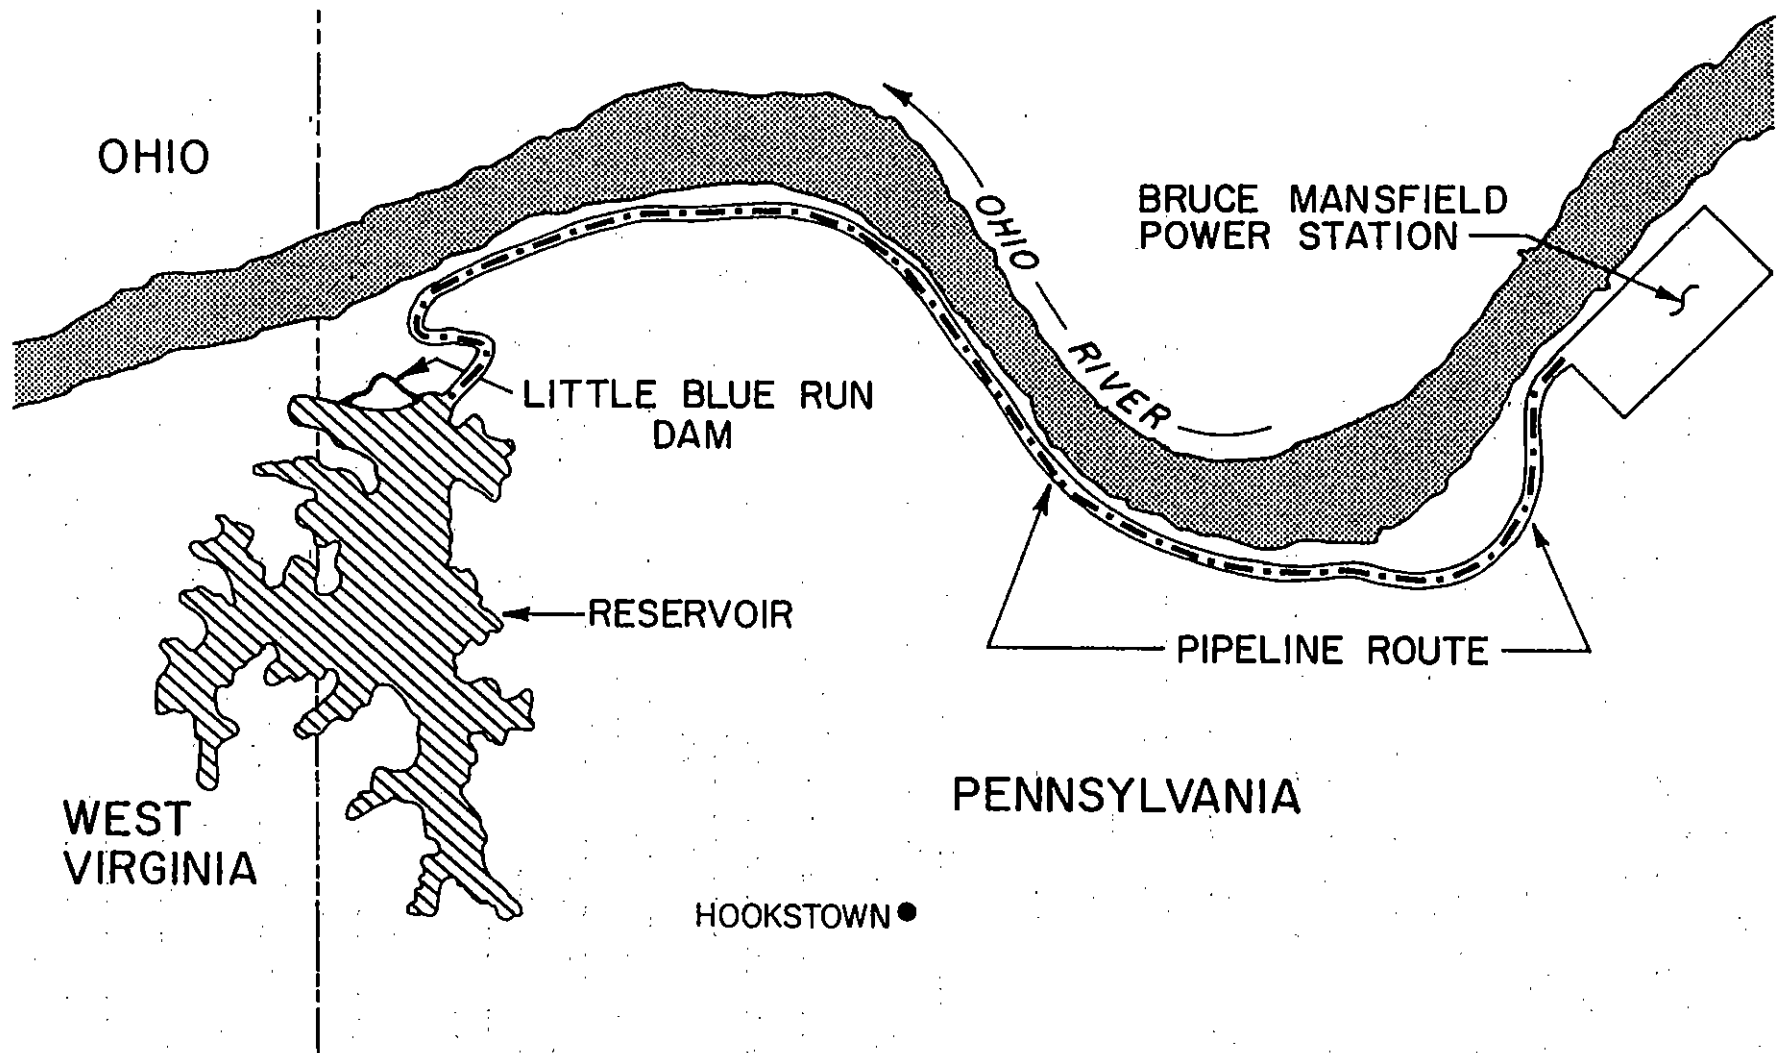 OHIO
BRUCE MANSFIELD
POWER STATION
OHIO RIVER
LITTLE BLUE RUN
DAM
RESERVOIR
PIPELINE ROUTE
WEST
VIRGINIA
PENNSYLVANIA
HOOKSTOWN